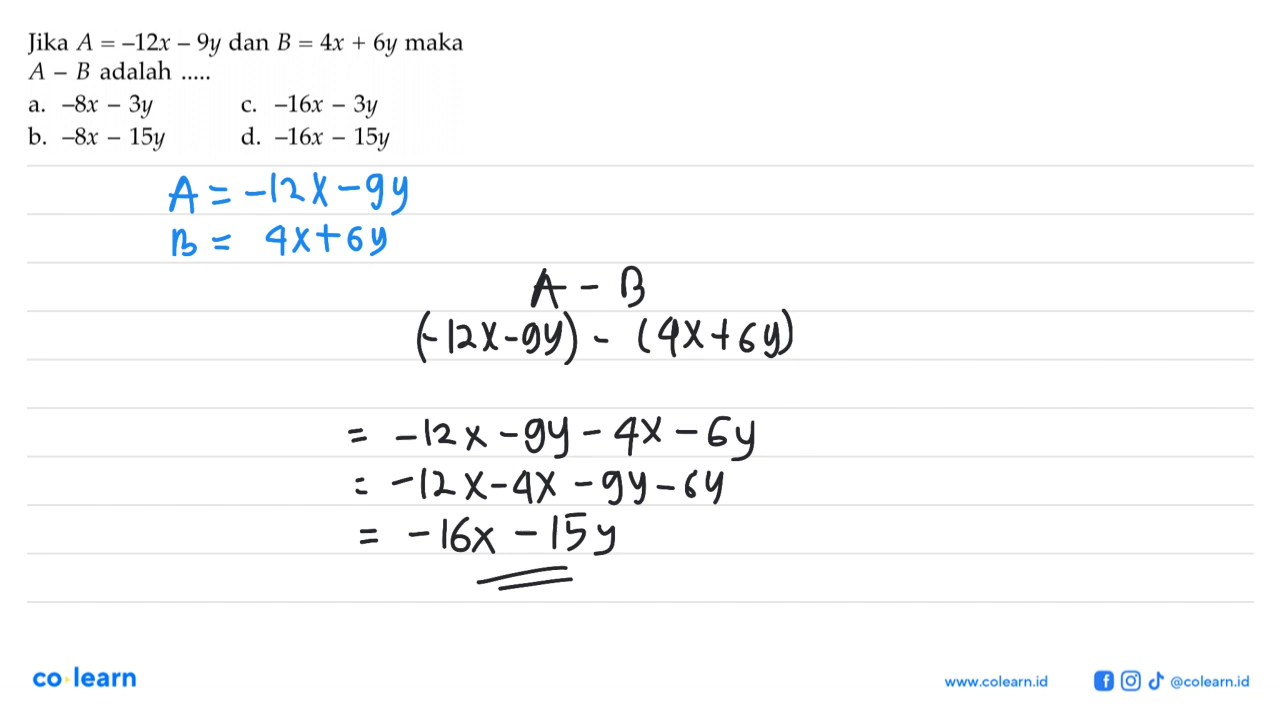 Jika A = –12x – 9y dan B = 4x + 6y maka
A – B adalah .....
a. –8x – 3y c. –16x – 3y
b. –8x – 15y d. –16x – 15y
A = -12x - 9y
B = 4x + 6y
A - B
(-12x - 9y) - (4x + 6y)
= -12x - 9y - 4x - 6y
= -12x - 4x - 9y - 6y
= -16x - 15y
co·learn www.colearn.id @colearn.id